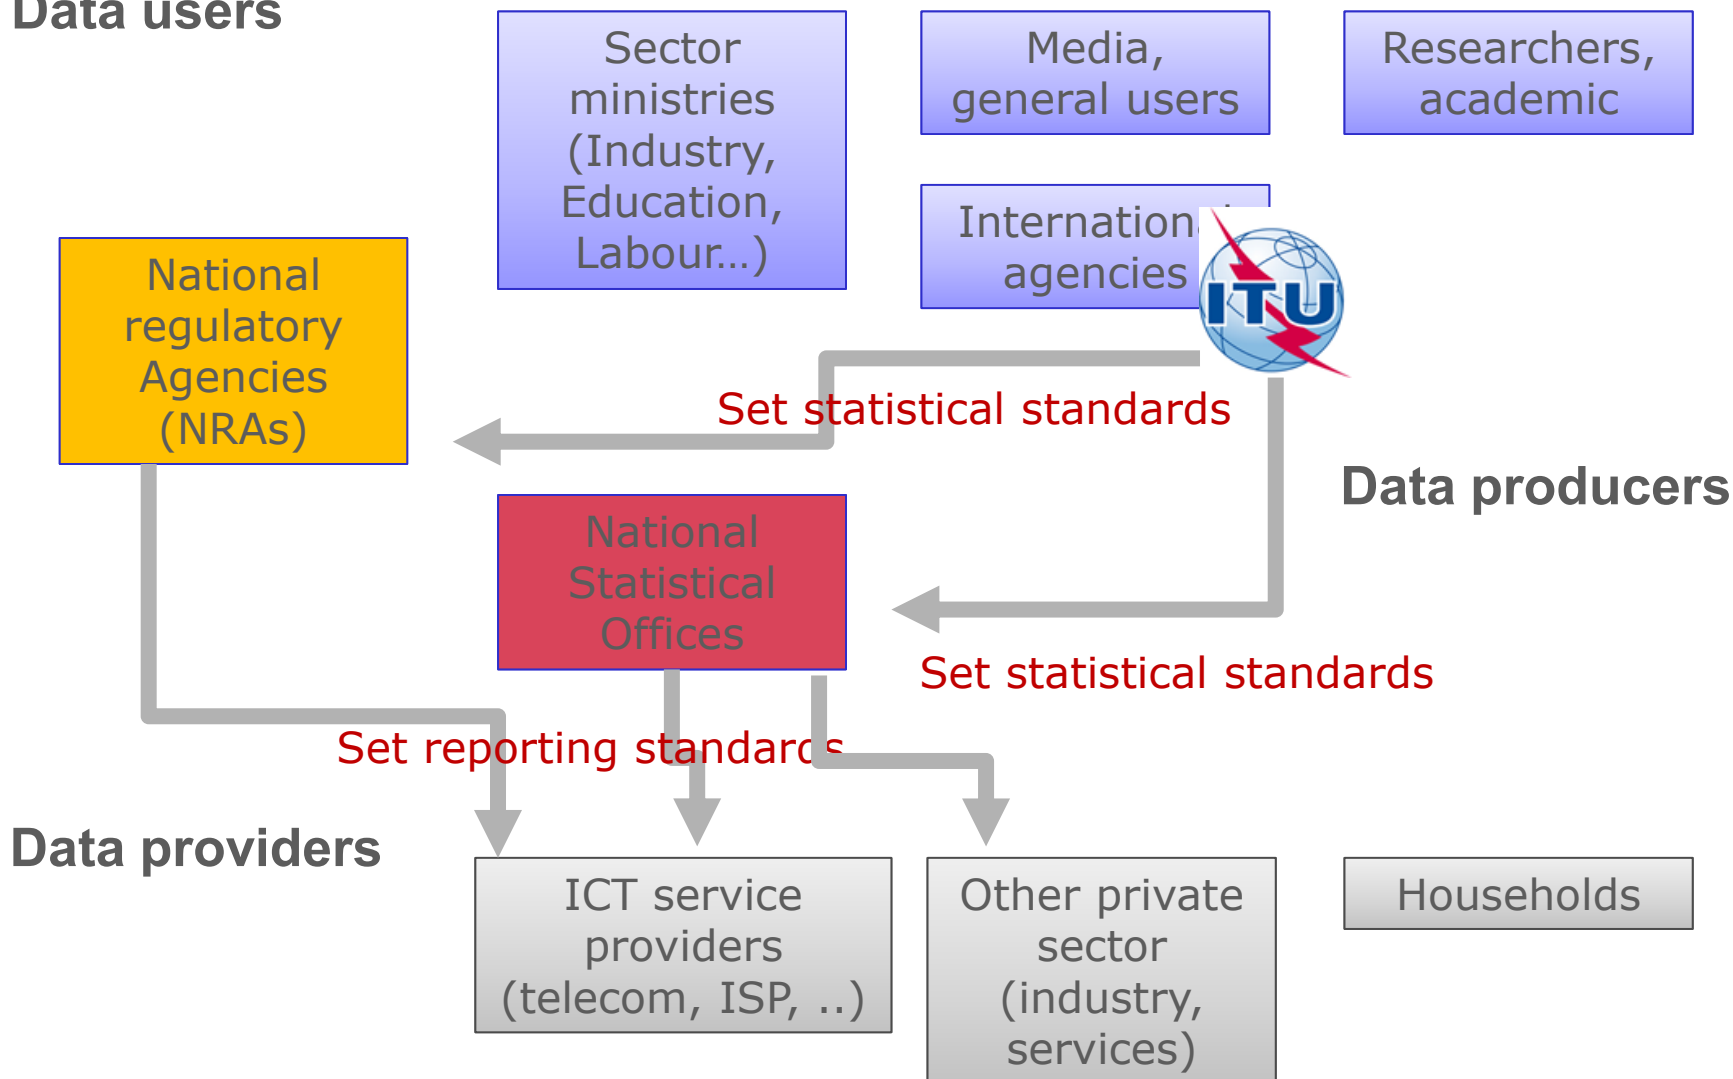 Data users
Sector
ministries
(Industry,
Education,
Labour...)
Media,
general users
Researchers,
academic
International
agencies
ITU
National
regulatory
Agencies
(NRAs)
Set statistical standards
Data producers
National
Statistical
Offices
Set statistical standards
Set reporting standards
Data providers
ICT service
providers
(telecom, ISP, ..)
Other private
sector
(industry,
services)
Households